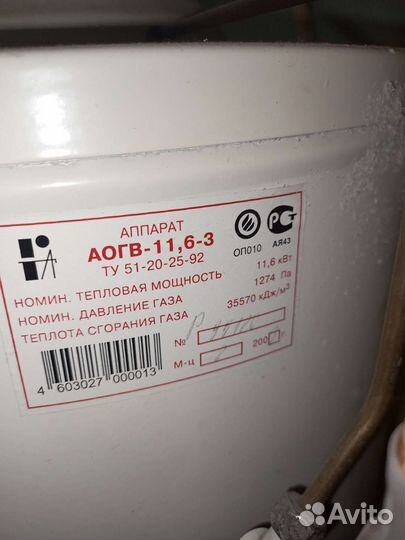 АППАРАТ
АОГВ-11,6-3
ТУ 51-20-25-92
ОП010
АЯ43
НОМИН. ТЕПЛОВАЯ МОЩНОСТЬ 11,6 кВт
НОМИН. ДАВЛЕНИЕ ГАЗА 1274 Па
ТЕПЛОТА СГОРАНИЯ ГАЗА 35570 кДж/м³
№
М-ц 200 г.
4 603027 000013
Avito